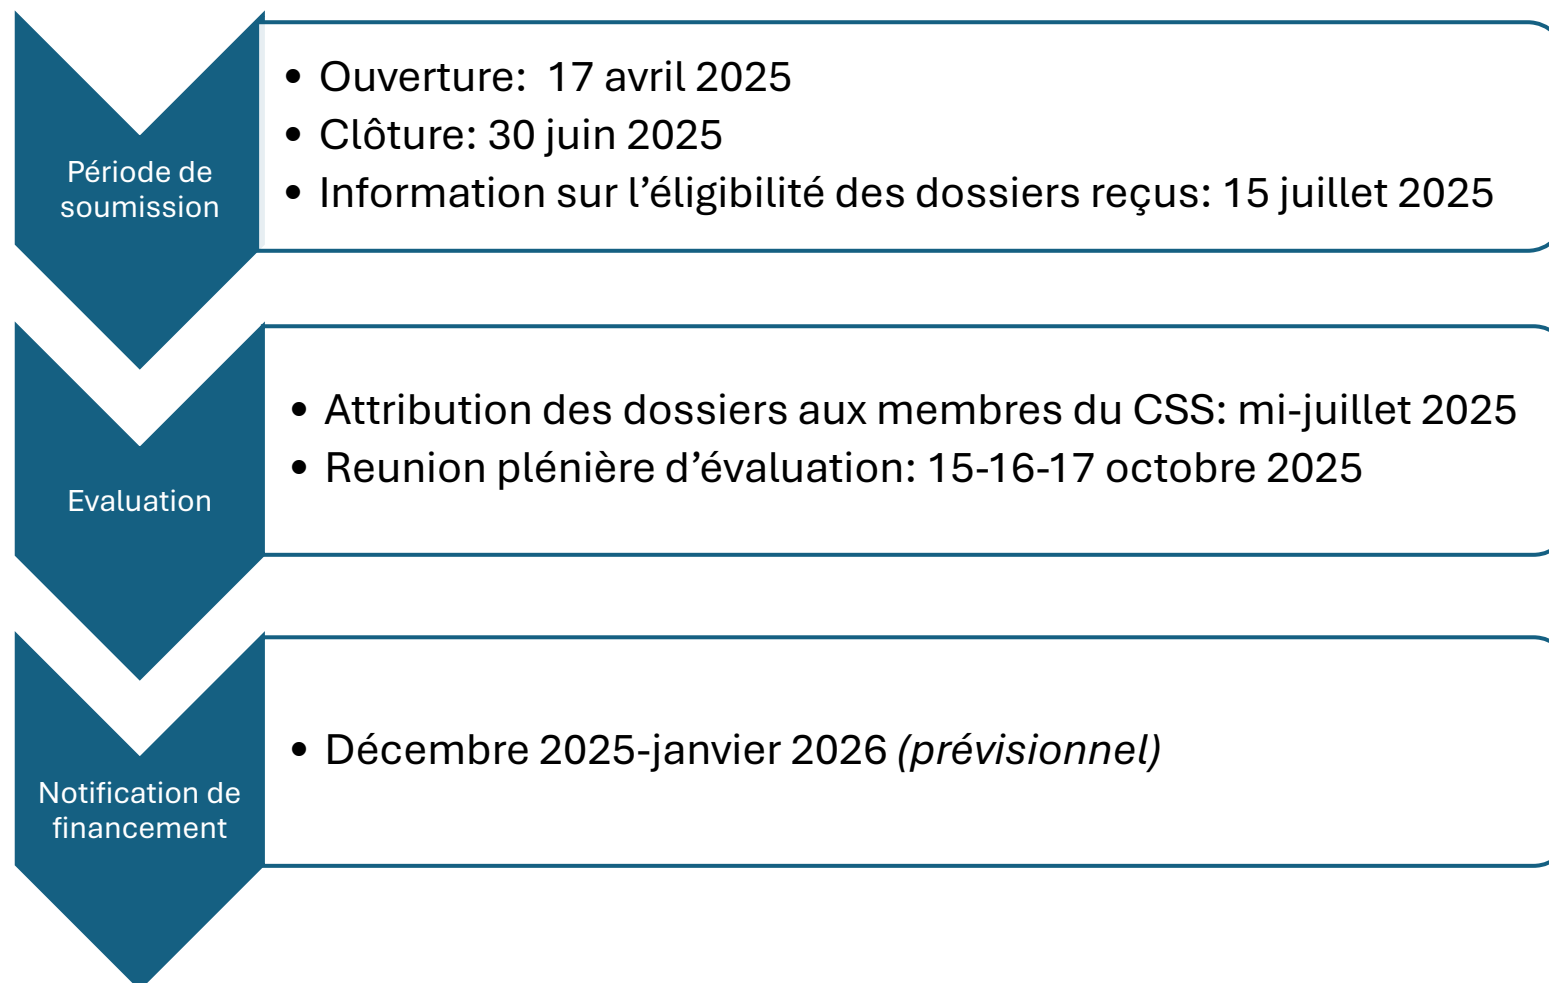 Période de
soumission
• Ouverture:  17 avril 2025
• Clôture: 30 juin 2025
• Information sur l’éligibilité des dossiers reçus: 15 juillet 2025
Evaluation
• Attribution des dossiers aux membres du CSS: mi-juillet 2025
• Reunion plénière d’évaluation: 15-16-17 octobre 2025
Notification de
financement
• Décembre 2025-janvier 2026 (prévisionnel)